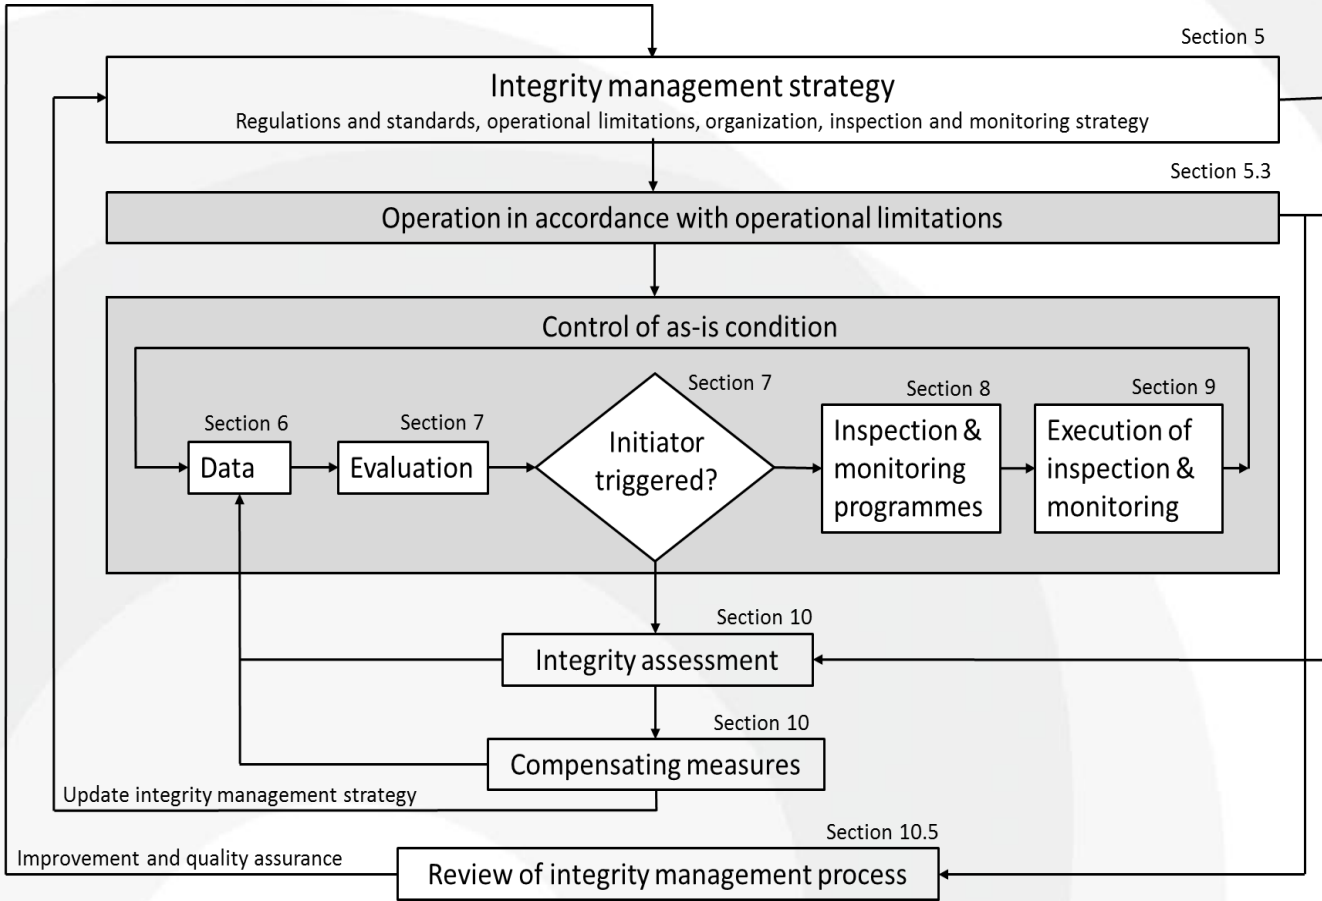 Section 5
Integrity management strategy
Regulations and standards, operational limitations, organization, inspection and monitoring strategy
Section 5.3
Operation in accordance with operational limitations
Control of as-is condition
Section 6
Data
Section 7
Evaluation
Section 7
Initiator
triggered?
Section 8
Inspection &
monitoring
programmes
Section 9
Execution of
inspection &
monitoring
Section 10
Integrity assessment
Section 10
Compensating measures
Update integrity management strategy
Section 10.5
Improvement and quality assurance
Review of integrity management process